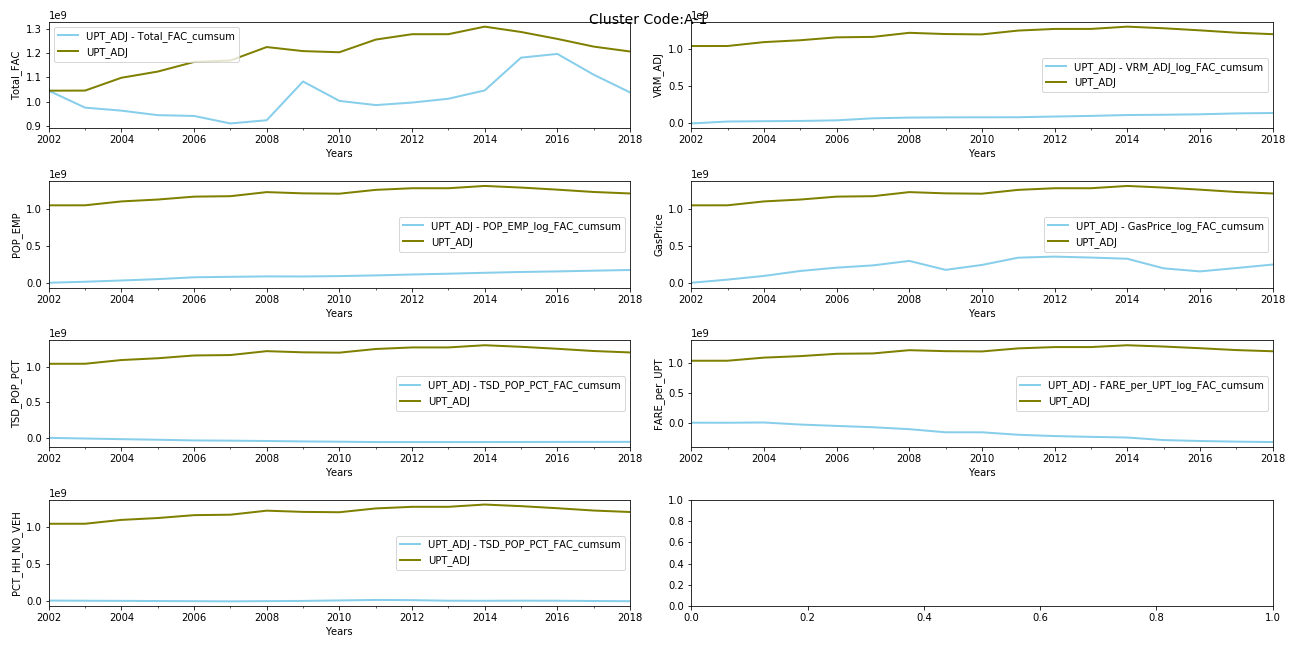 Cluster Code:A-1
1e9
1.3
1.2
1.1
1.0
0.9
Total_FAC
UPT_ADJ - Total_FAC_cumsum
UPT_ADJ
2002 2004 2006 2008 2010 2012 2014 2016 2018
Years
1e9
1.0
0.5
0.0
VRM_ADJ
UPT_ADJ - VRM_ADJ_log_FAC_cumsum
UPT_ADJ
2002 2004 2006 2008 2010 2012 2014 2016 2018
Years
1e9
1.0
0.5
0.0
POP_EMP
UPT_ADJ - POP_EMP_log_FAC_cumsum
UPT_ADJ
2002 2004 2006 2008 2010 2012 2014 2016 2018
Years
1e9
1.0
0.5
0.0
GasPrice
UPT_ADJ - GasPrice_log_FAC_cumsum
UPT_ADJ
2002 2004 2006 2008 2010 2012 2014 2016 2018
Years
1e9
1.0
0.5
0.0
TSD_POP_PCT
UPT_ADJ - TSD_POP_PCT_FAC_cumsum
UPT_ADJ
2002 2004 2006 2008 2010 2012 2014 2016 2018
Years
1e9
1.0
0.5
0.0
FARE_per_UPT
UPT_ADJ - FARE_per_UPT_log_FAC_cumsum
UPT_ADJ
2002 2004 2006 2008 2010 2012 2014 2016 2018
Years
1e9
1.0
0.5
0.0
PCT_HH_NO_VEH
UPT_ADJ - TSD_POP_PCT_FAC_cumsum
UPT_ADJ
2002 2004 2006 2008 2010 2012 2014 2016 2018
Years
1.0
0.8
0.6
0.4
0.2
0.0
0.0 0.2 0.4 0.6 0.8 1.0